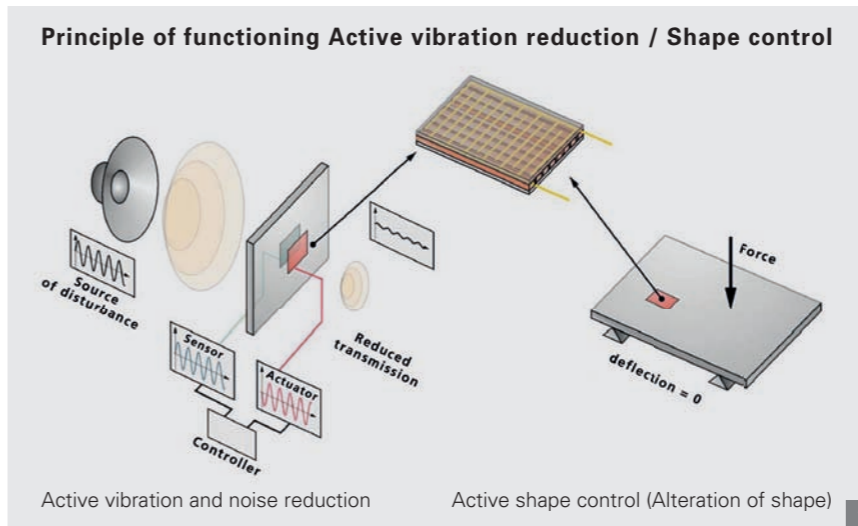 Principle of functioning Active vibration reduction / Shape control
Source
of disturbance
Sensor
Actuator
Controller
Reduced
transmission
Force
deflection = 0
Active vibration and noise reduction
Active shape control (Alteration of shape)